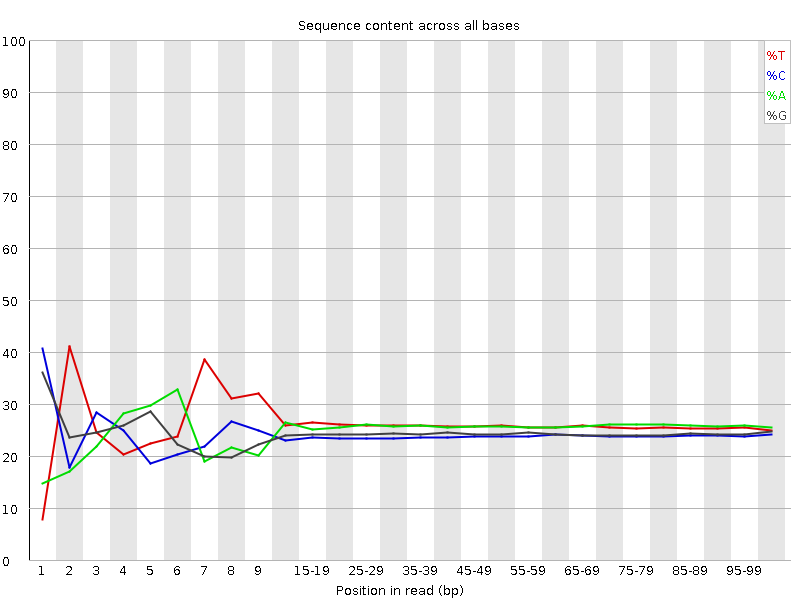 Sequence content across all bases
100
90
80
70
60
50
40
30
20
10
0
%T
%C
%A
%G
1 2 3 4 5 6 7 8 9 15-19 25-29 35-39 45-49 55-59 65-69 75-79 85-89 95-99
Position in read (bp)